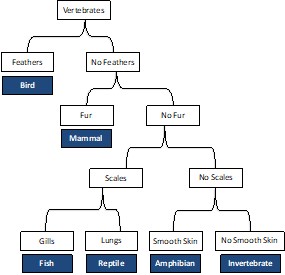 Vertebrates
Feathers
No Feathers
Bird
Fur
No Fur
Mammal
Scales
No Scales
Gills
Lungs
Smooth Skin
No Smooth Skin
Fish
Reptile
Amphibian
Invertebrate